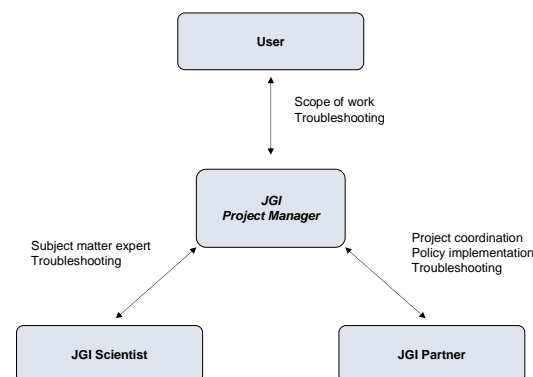 User
Scope of work
Troubleshooting
JGI
Project Manager
Subject matter expert
Troubleshooting
Project coordination
Policy implementation
Troubleshooting
JGI Scientist
JGI Partner